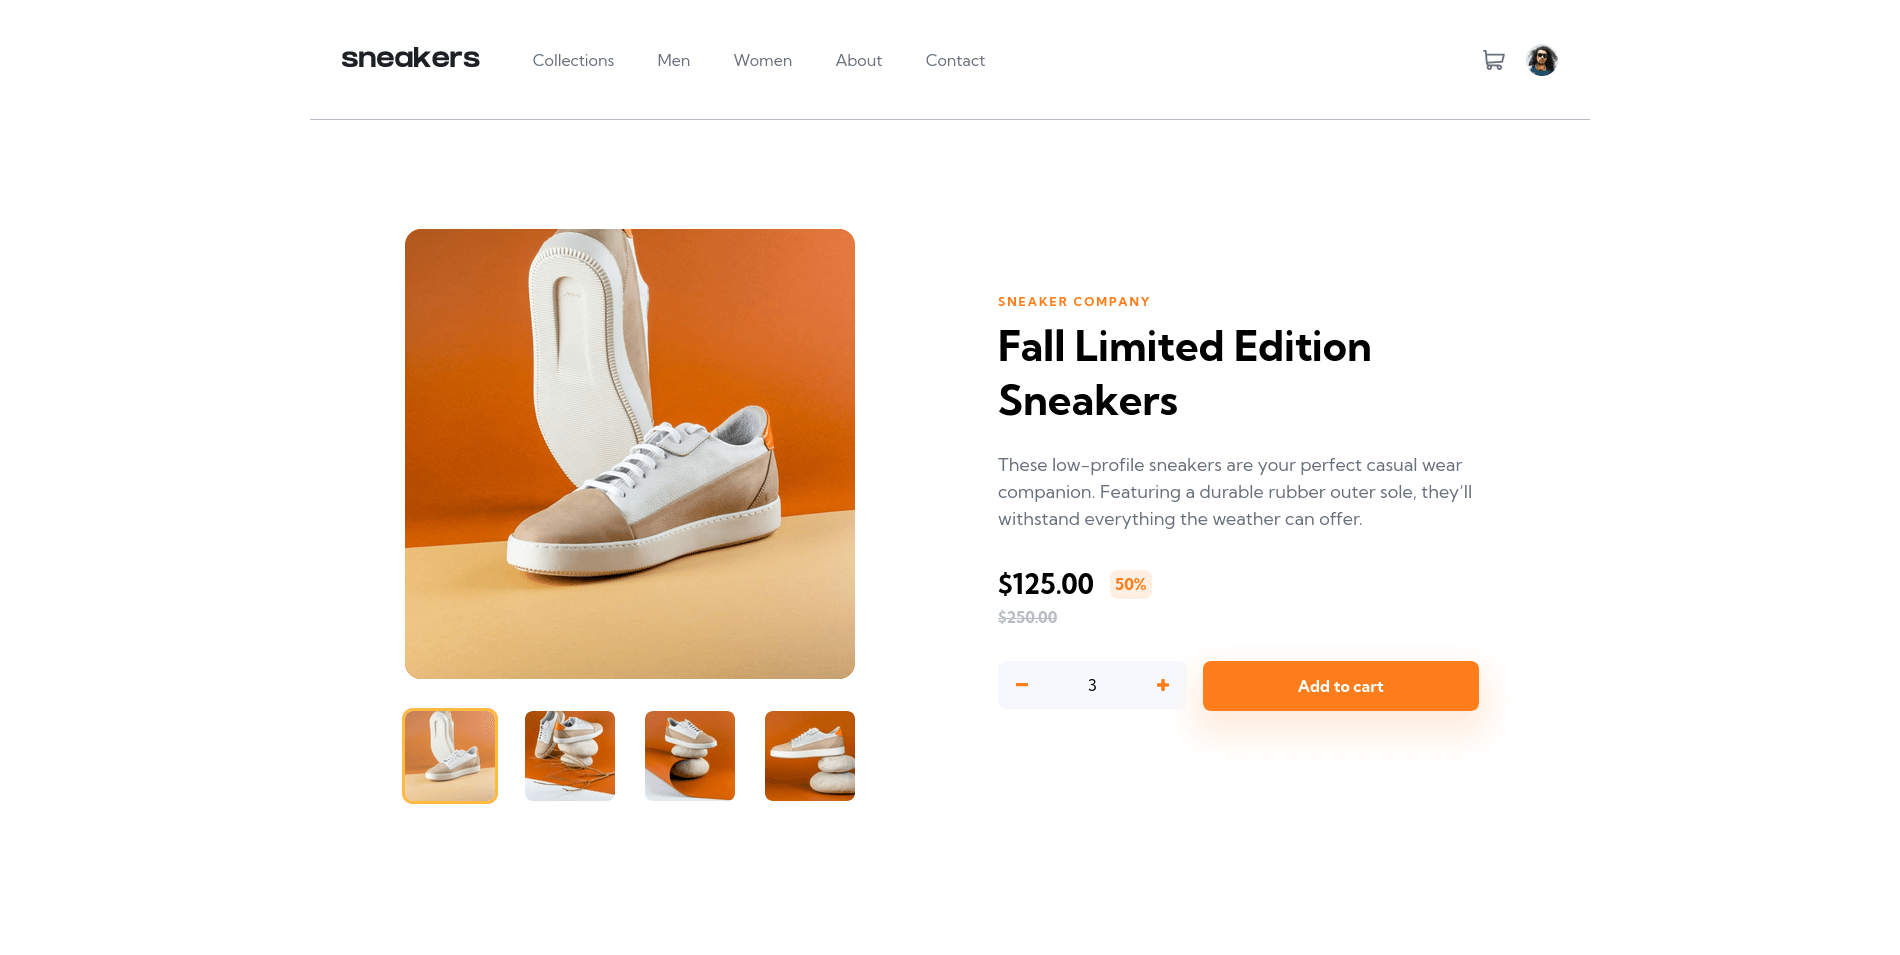 sneakers
Collections
Men
Women
About
Contact
SNEAKER COMPANY
Fall Limited Edition
Sneakers
These low-profile sneakers are your perfect casual wear
companion. Featuring a durable rubber outer sole, they’ll
withstand everything the weather can offer.
$125.00
50%
$250.00
3
Add to cart